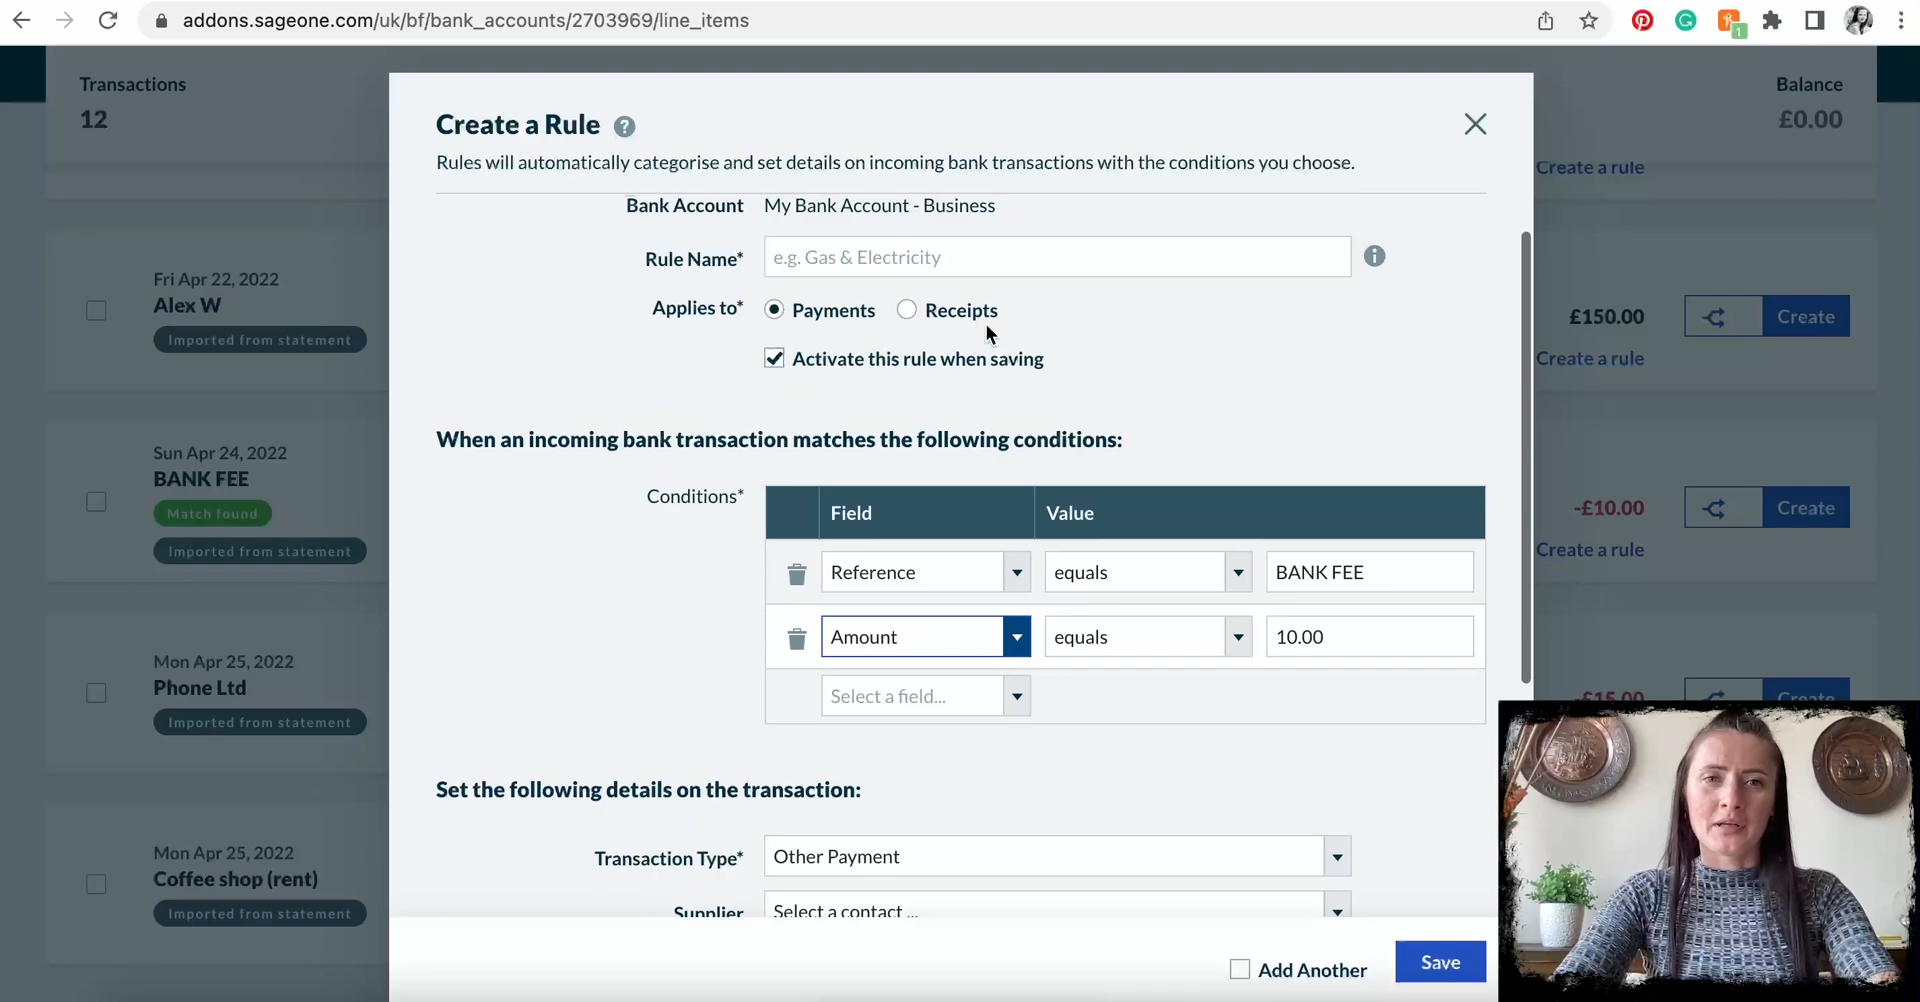 addons.sageone.com/uk/bf/bank_accounts/2703969/line_items
1
Transactions
12
Balance
£0.00
Create a Rule ?
Rules will automatically categorise and set details on incoming bank transactions with the conditions you choose.
Create a rule
Bank Account My Bank Account - Business
Rule Name* e.g. Gas & Electricity
Applies to* Payments Receipts
Activate this rule when saving
Fri Apr 22, 2022
Alex W
Imported from statement
£150.00 Create
Create a rule
When an incoming bank transaction matches the following conditions:
Conditions*
Field Value
Reference equals BANK FEE
Amount equals 10.00
Select a field...
Sun Apr 24, 2022
BANK FEE
Match found
Imported from statement
-£10.00 Create
Create a rule
Mon Apr 25, 2022
Phone Ltd
Imported from statement
-£15.00 Create
Set the following details on the transaction:
Transaction Type* Other Payment
Supplier Select a contact ...
Mon Apr 25, 2022
Coffee shop (rent)
Imported from statement
Add Another Save